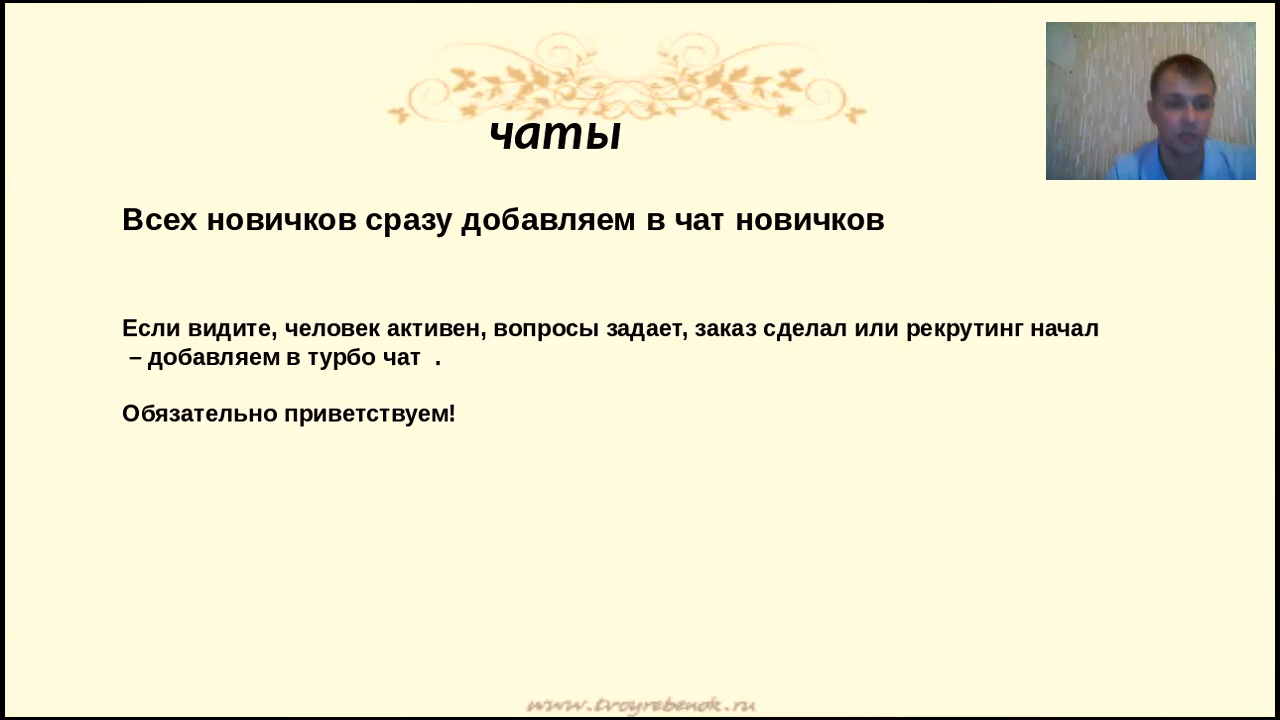 чаты
Всех новичков сразу добавляем в чат новичков
Если видите, человек активен, вопросы задает, заказ сделал или рекрутинг начал
– добавляем в турбо чат .
Обязательно приветствуем!
www.tvoyrebenok.ru